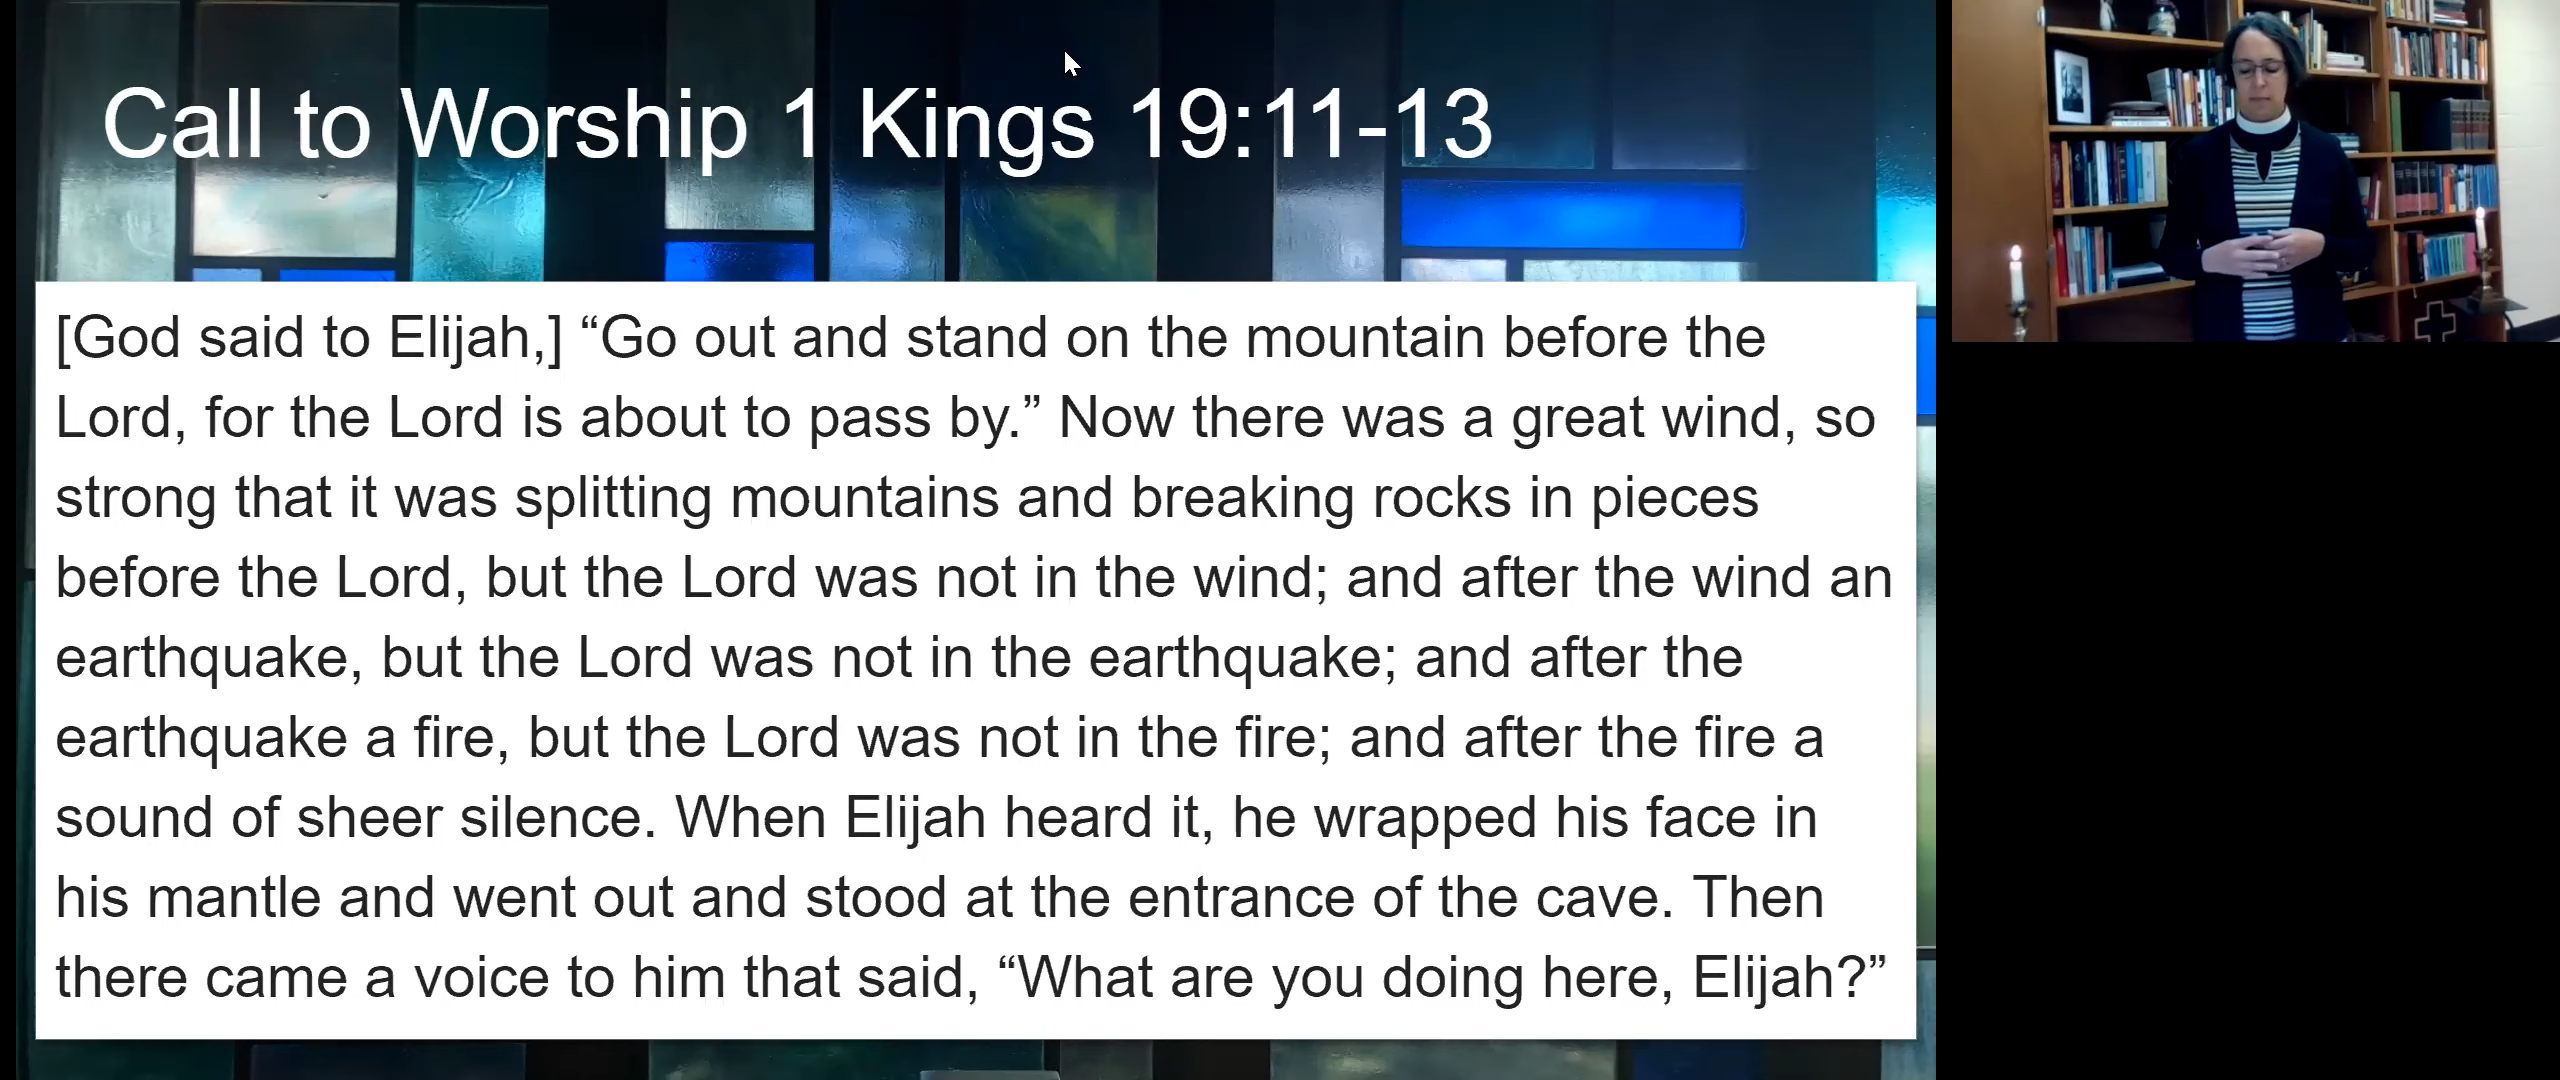 Call to Worship 1 Kings 19:11-13
[God said to Elijah,] “Go out and stand on the mountain before the
Lord, for the Lord is about to pass by.” Now there was a great wind, so
strong that it was splitting mountains and breaking rocks in pieces
before the Lord, but the Lord was not in the wind; and after the wind an
earthquake, but the Lord was not in the earthquake; and after the
earthquake a fire, but the Lord was not in the fire; and after the fire a
sound of sheer silence. When Elijah heard it, he wrapped his face in
his mantle and went out and stood at the entrance of the cave. Then
there came a voice to him that said, “What are you doing here, Elijah?”